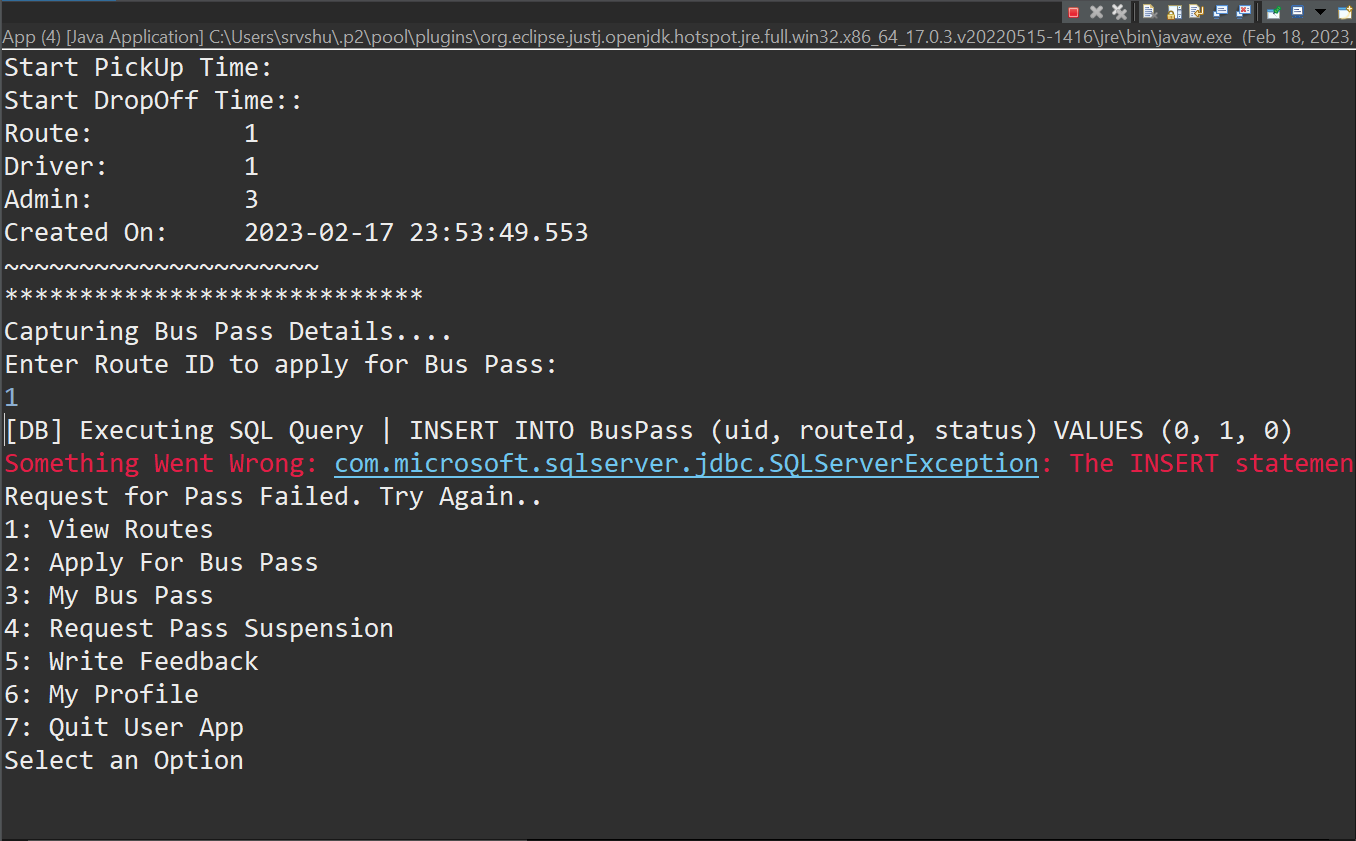 App (4) [Java Application] C:\Users\srvshu\.p2\pool\plugins\org.eclipse.justj.openjdk.hotspot.jre.full.win32.x86_64_17.0.3.v20220515-1416\jre\bin\javaw.exe (Feb 18, 2023,
Start PickUp Time:
Start DropOff Time::
Route: 1
Driver: 1
Admin: 3
Created On: 2023-02-17 23:53:49.553
~~~~~~~~~~~~~~~~~~~~~
****************************
Capturing Bus Pass Details....
Enter Route ID to apply for Bus Pass:
1
[DB] Executing SQL Query | INSERT INTO BusPass (uid, routeId, status) VALUES (0, 1, 0)
Something Went Wrong: com.microsoft.sqlserver.jdbc.SQLServerException: The INSERT statemen
Request for Pass Failed. Try Again..
1: View Routes
2: Apply For Bus Pass
3: My Bus Pass
4: Request Pass Suspension
5: Write Feedback
6: My Profile
7: Quit User App
Select an Option